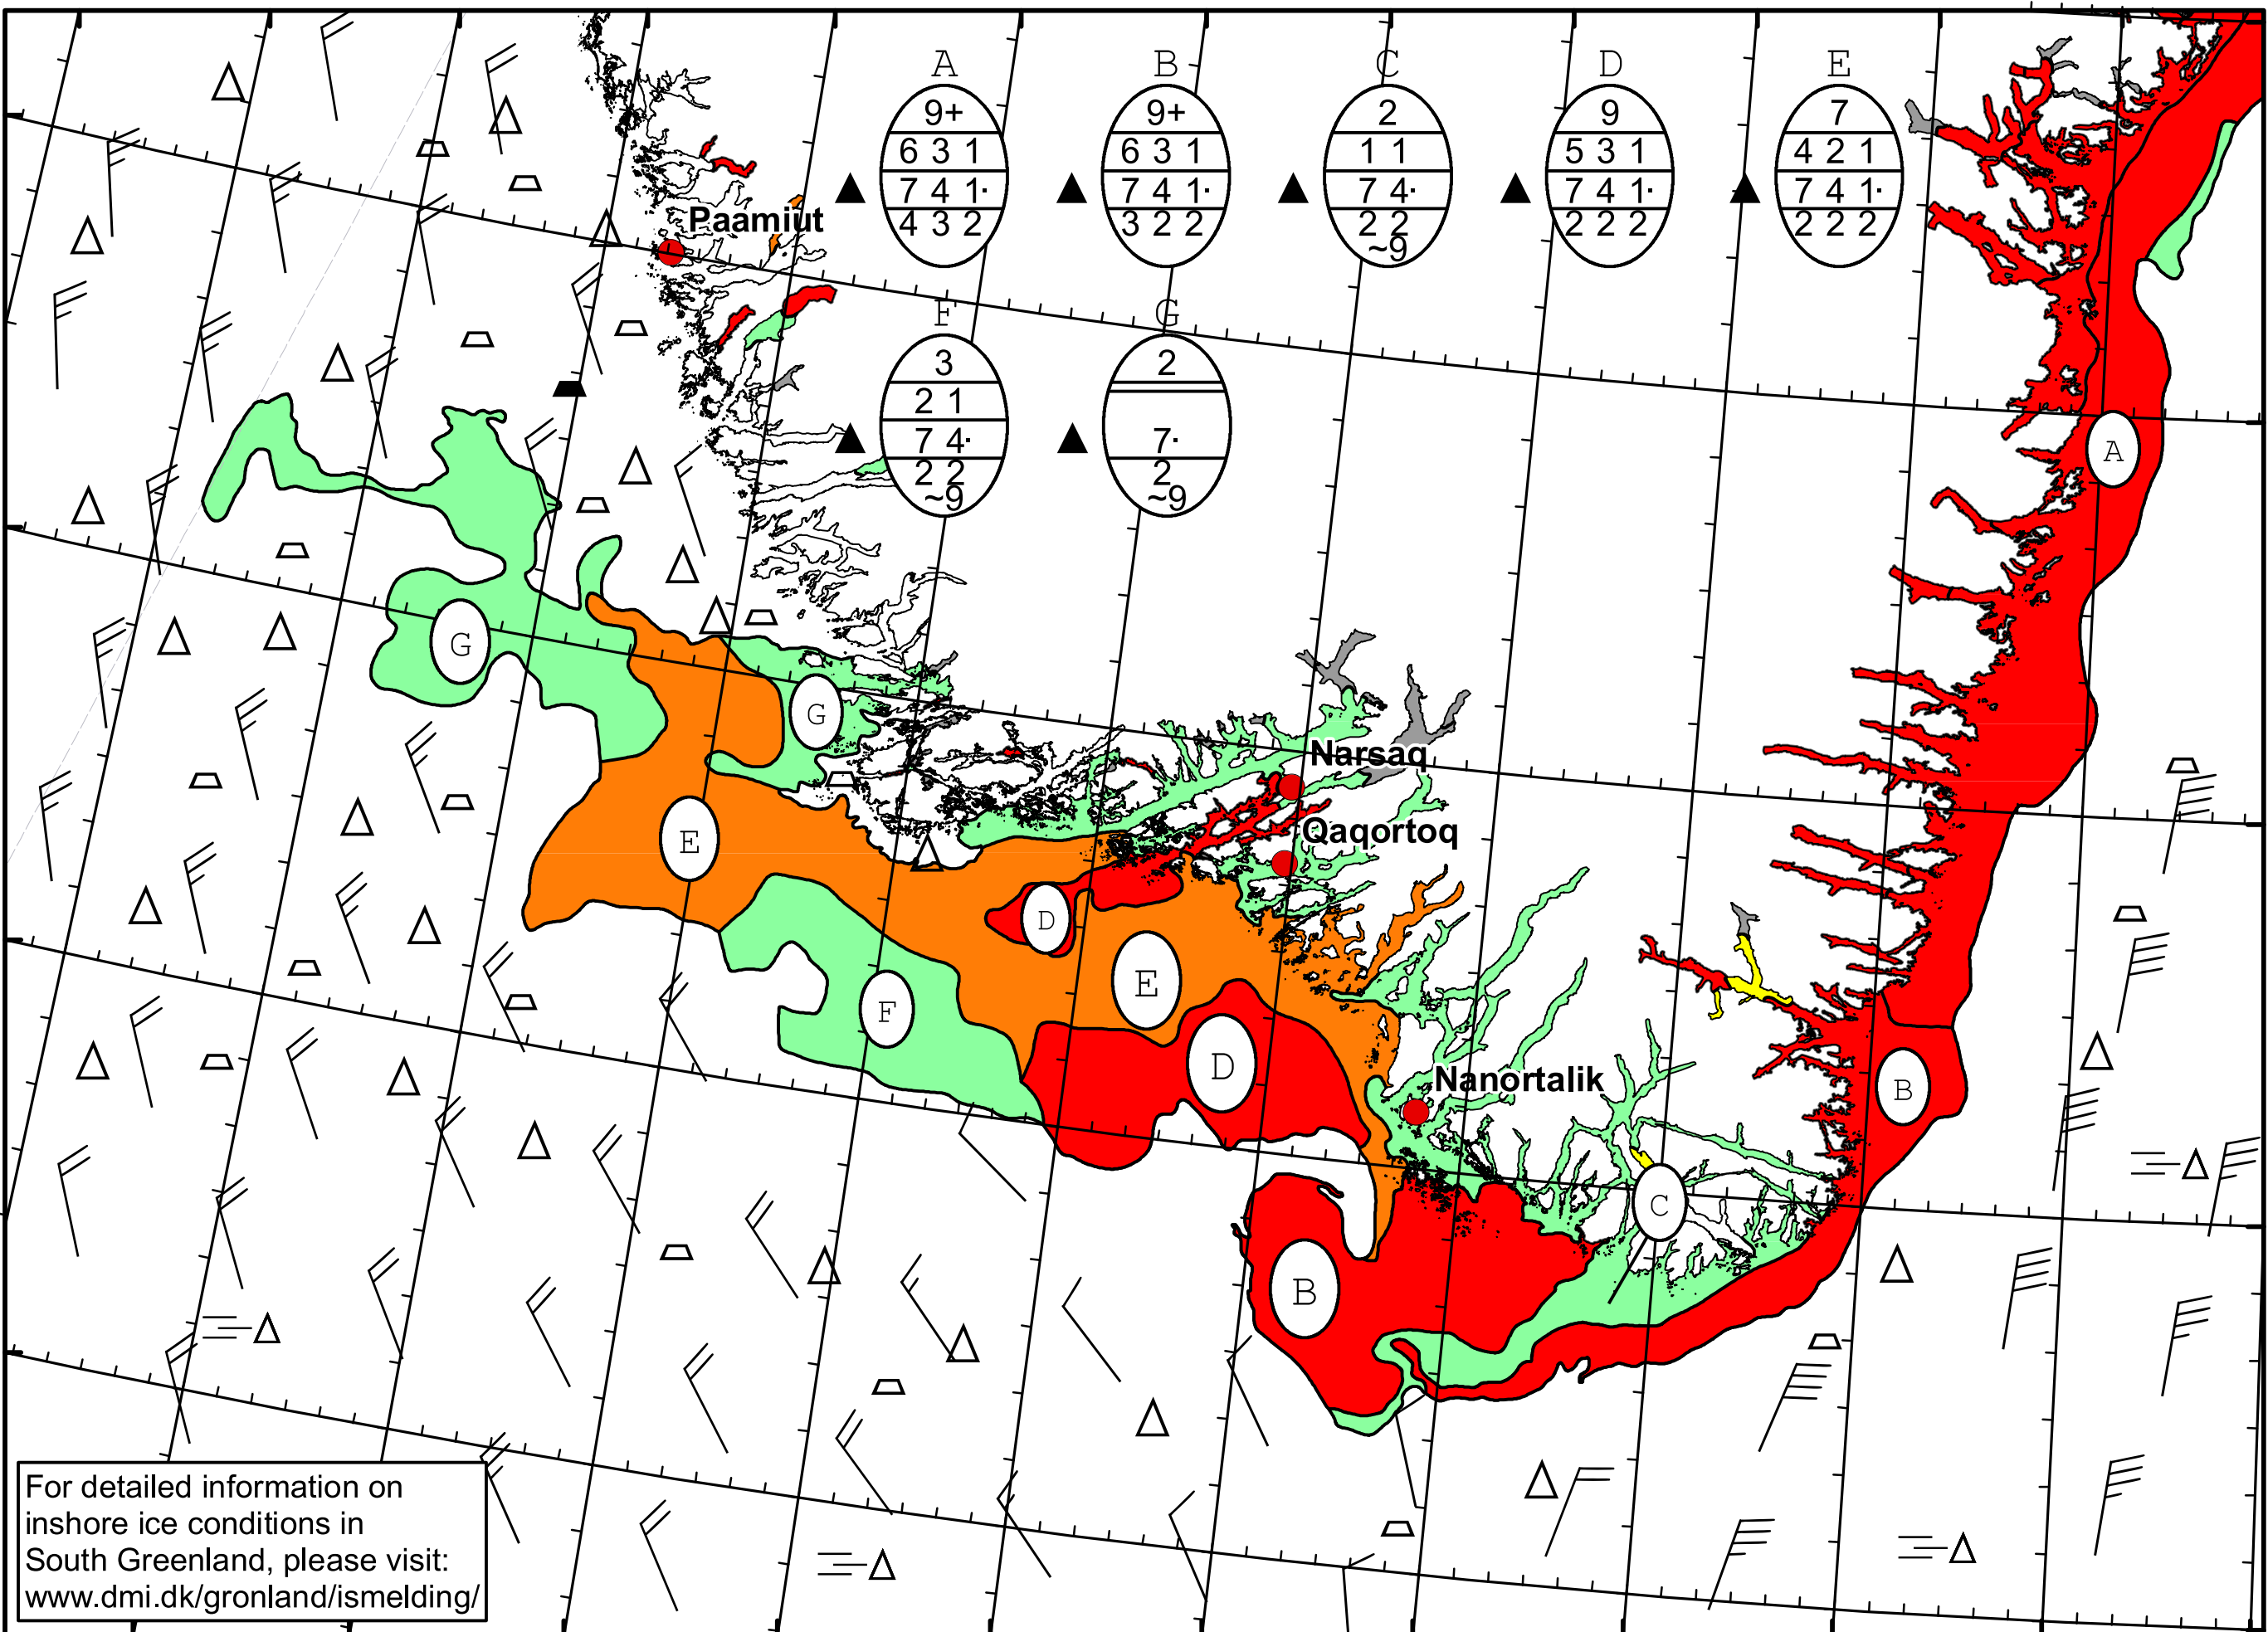 A B C D E
9+ 9+ 2 9 7
6 3 1 6 3 1 1 1 5 3 1 4 2 1
7 4 1· 7 4 1· 7 4· 7 4 1· 7 4 1·
4 3 2 3 2 2 2 2 2 2 2 2 2 2
~9
Paamiut
F G
3 2
2 1
7 4· 7·
2 2 2
~9 ~9
A
G
G
Narsaq
Qaqortoq
E
D
E
F
D
Nanortalik
B
C
B
For detailed information on
inshore ice conditions in
South Greenland, please visit:
www.dmi.dk/gronland/ismelding/